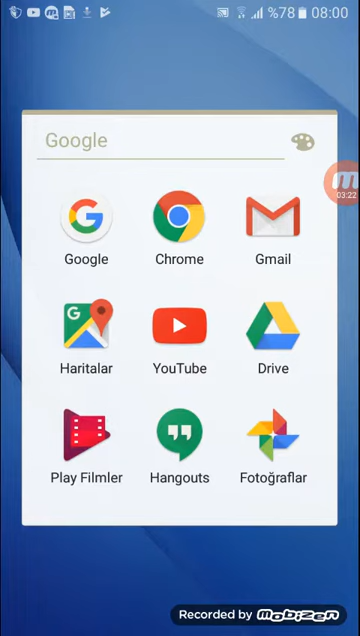 %78 08:00
Google
03:22
Google Chrome Gmail
Haritalar YouTube Drive
Play Filmler Hangouts Fotoğraflar
Recorded by mobizen